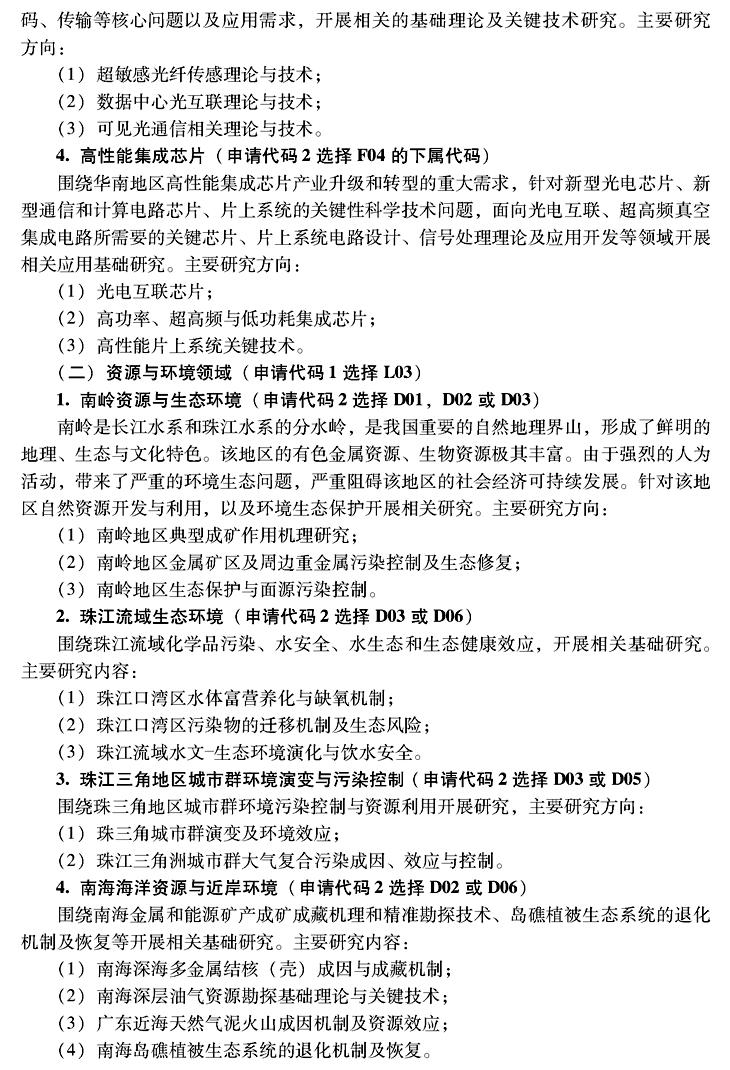 码、传输等核心问题以及应用需求，开展相关的基础理论及关键技术研究。主要研究
方向：
（1）超敏感光纤传感理论与技术；
（2）数据中心光互联理论与技术；
（3）可见光通信相关理论与技术。
4. 高性能集成芯片（申请代码 2 选择 F04 的下属代码）
围绕华南地区高性能集成芯片产业升级和转型的重大需求，针对新型光电芯片、新
型通信和计算电路芯片、片上系统的关键性科学技术问题，面向光电互联、超高频真空
集成电路所需要的关键芯片、片上系统电路设计、信号处理理论及应用开发等领域开展
相关应用基础研究。主要研究方向：
（1）光电互联芯片；
（2）高功率、超高频与低功耗集成芯片；
（3）高性能片上系统关键技术。
（二）资源与环境领域（申请代码 1 选择 L03）
1. 南岭资源与生态环境（申请代码 2 选择 D01，D02 或 D03）
南岭是长江水系和珠江水系的分水岭，是我国重要的自然地理界山，形成了鲜明的
地理、生态与文化特色。该地区的有色金属资源、生物资源极其丰富。由于强烈的人为
活动，带来了严重的环境生态问题，严重阻碍该地区的社会经济可持续发展。针对该地
区自然资源开发与利用，以及环境生态保护开展相关研究。主要研究方向：
（1）南岭地区典型成矿作用机理研究；
（2）南岭地区金属矿区及周边重金属污染控制及生态修复；
（3）南岭地区生态保护与面源污染控制。
2. 珠江流域生态环境（申请代码 2 选择 D03 或 D06）
围绕珠江流域化学品污染、水安全、水生态和生态健康效应，开展相关基础研究。
主要研究内容：
（1）珠江口湾区水体富营养化与缺氧机制；
（2）珠江口湾区污染物的迁移机制及生态风险；
（3）珠江流域水文-生态环境演化与饮水安全。
3. 珠江三角地区城市群环境演变与污染控制（申请代码 2 选择 D03 或 D05）
围绕珠三角地区城市群环境污染控制与资源利用开展研究，主要研究方向：
（1）珠三角城市群演变及环境效应；
（2）珠江三角洲城市群大气复合污染成因、效应与控制。
4. 南海海洋资源与近岸环境（申请代码 2 选择 D02 或 D06）
围绕南海金属和能源矿产成矿成藏机理和精准勘探技术、岛礁植被生态系统的退化
机制及恢复等开展相关基础研究。主要研究内容：
（1）南海深海多金属结核（壳）成因与成藏机制；
（2）南海深层油气资源勘探基础理论与关键技术；
（3）广东近海天然气泥火山成因机制及资源效应；
（4）南海岛礁植被生态系统的退化机制及恢复。